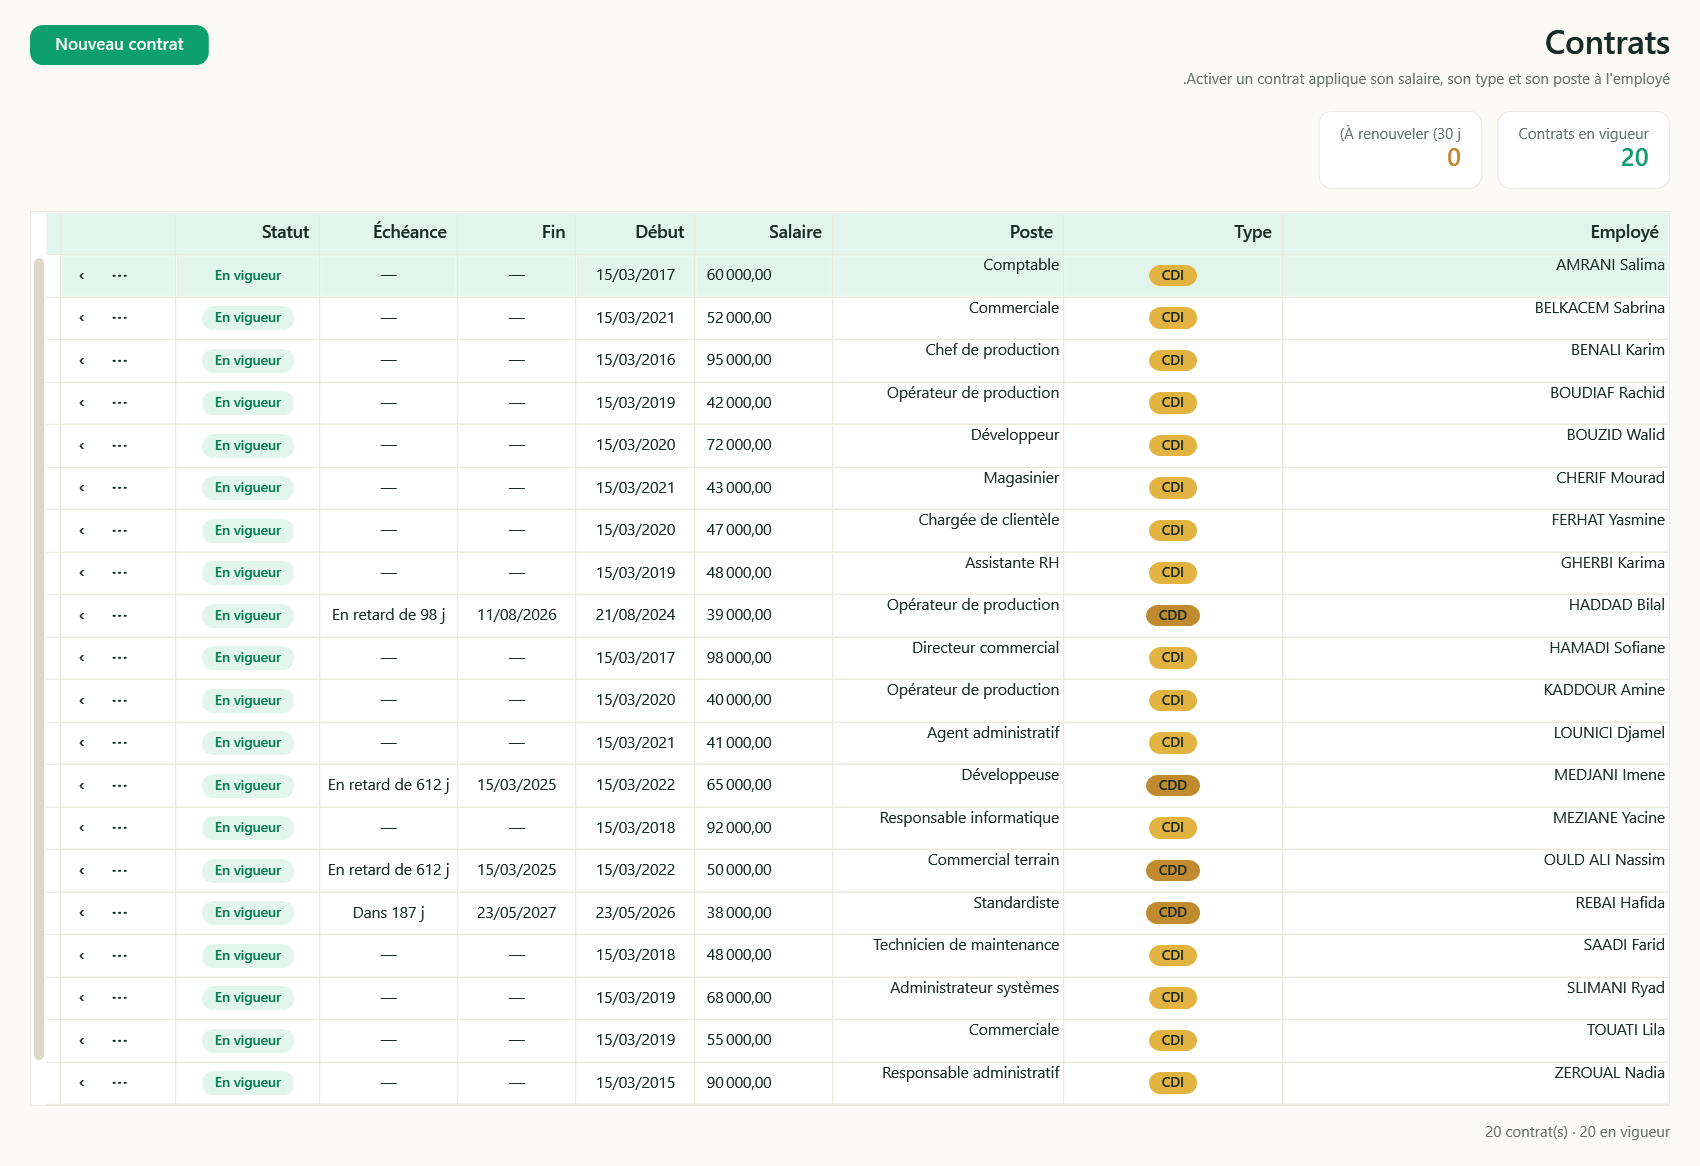 Contrats
Nouveau contrat
.Activer un contrat applique son salaire, son type et son poste à l'employé
Contrats en vigueur
20
(À renouveler (30 j
0
Employé Type Poste Salaire Début Fin Échéance Statut
AMRANI Salima CDI Comptable 60 000,00 15/03/2017 — — En vigueur ··· ‹
BELKACEM Sabrina CDI Commerciale 52 000,00 15/03/2021 — — En vigueur ··· ‹
BENALI Karim CDI Chef de production 95 000,00 15/03/2016 — — En vigueur ··· ‹
BOUDIAF Rachid CDI Opérateur de production 42 000,00 15/03/2019 — — En vigueur ··· ‹
BOUZID Walid CDI Développeur 72 000,00 15/03/2020 — — En vigueur ··· ‹
CHERIF Mourad CDI Magasinier 43 000,00 15/03/2021 — — En vigueur ··· ‹
FERHAT Yasmine CDI Chargée de clientèle 47 000,00 15/03/2020 — — En vigueur ··· ‹
GHERBI Karima CDI Assistante RH 48 000,00 15/03/2019 — — En vigueur ··· ‹
HADDAD Bilal CDD Opérateur de production 39 000,00 21/08/2024 11/08/2026 En retard de 98 j En vigueur ··· ‹
HAMADI Sofiane CDI Directeur commercial 98 000,00 15/03/2017 — — En vigueur ··· ‹
KADDOUR Amine CDI Opérateur de production 40 000,00 15/03/2020 — — En vigueur ··· ‹
LOUNICI Djamel CDI Agent administratif 41 000,00 15/03/2021 — — En vigueur ··· ‹
MEDJANI Imene CDD Développeuse 65 000,00 15/03/2022 15/03/2025 En retard de 612 j En vigueur ··· ‹
MEZIANE Yacine CDI Responsable informatique 92 000,00 15/03/2018 — — En vigueur ··· ‹
OULD ALI Nassim CDD Commercial terrain 50 000,00 15/03/2022 15/03/2025 En retard de 612 j En vigueur ··· ‹
REBAI Hafida CDD Standardiste 38 000,00 23/05/2026 23/05/2027 Dans 187 j En vigueur ··· ‹
SAADI Farid CDI Technicien de maintenance 48 000,00 15/03/2018 — — En vigueur ··· ‹
SLIMANI Ryad CDI Administrateur systèmes 68 000,00 15/03/2019 — — En vigueur ··· ‹
TOUATI Lila CDI Commerciale 55 000,00 15/03/2019 — — En vigueur ··· ‹
ZEROUAL Nadia CDI Responsable administratif 90 000,00 15/03/2015 — — En vigueur ··· ‹
20 contrat(s) · 20 en vigueur